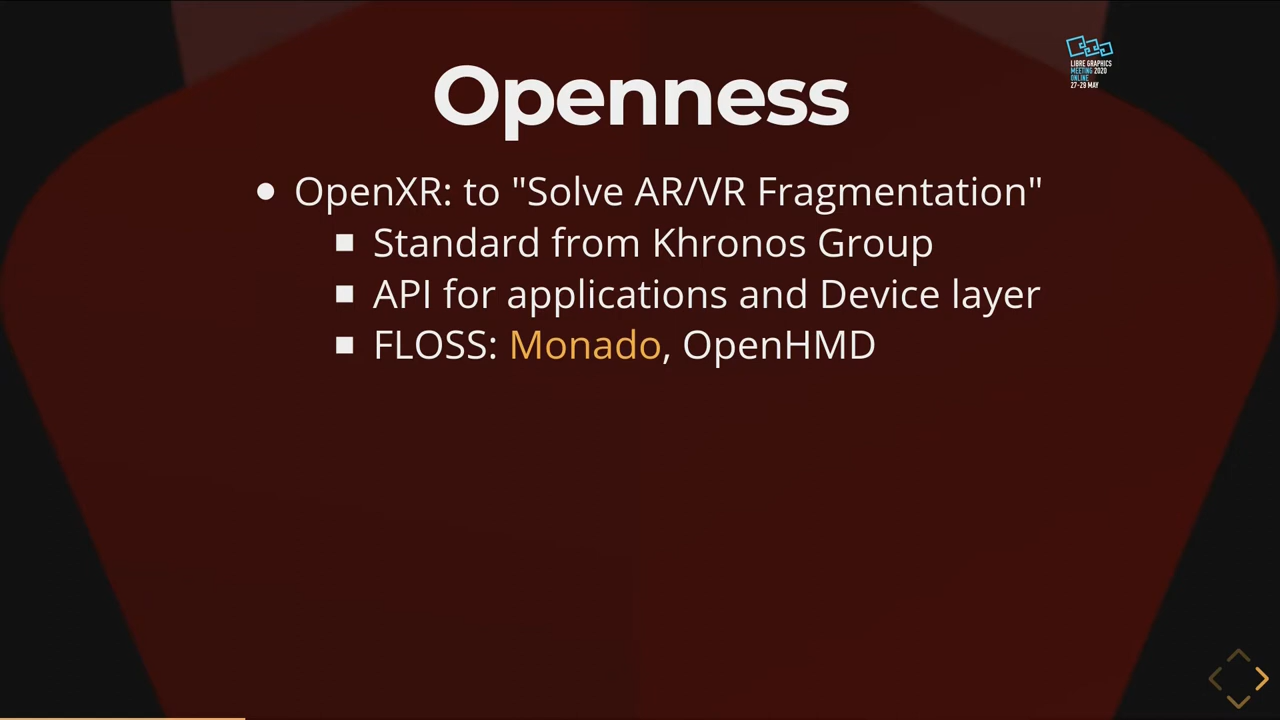 Openness
LIBRE GRAPHICS
MEETING 2020
ONLINE
27-29 MAY
OpenXR: to "Solve AR/VR Fragmentation"
Standard from Khronos Group
API for applications and Device layer
FLOSS: Monado, OpenHMD